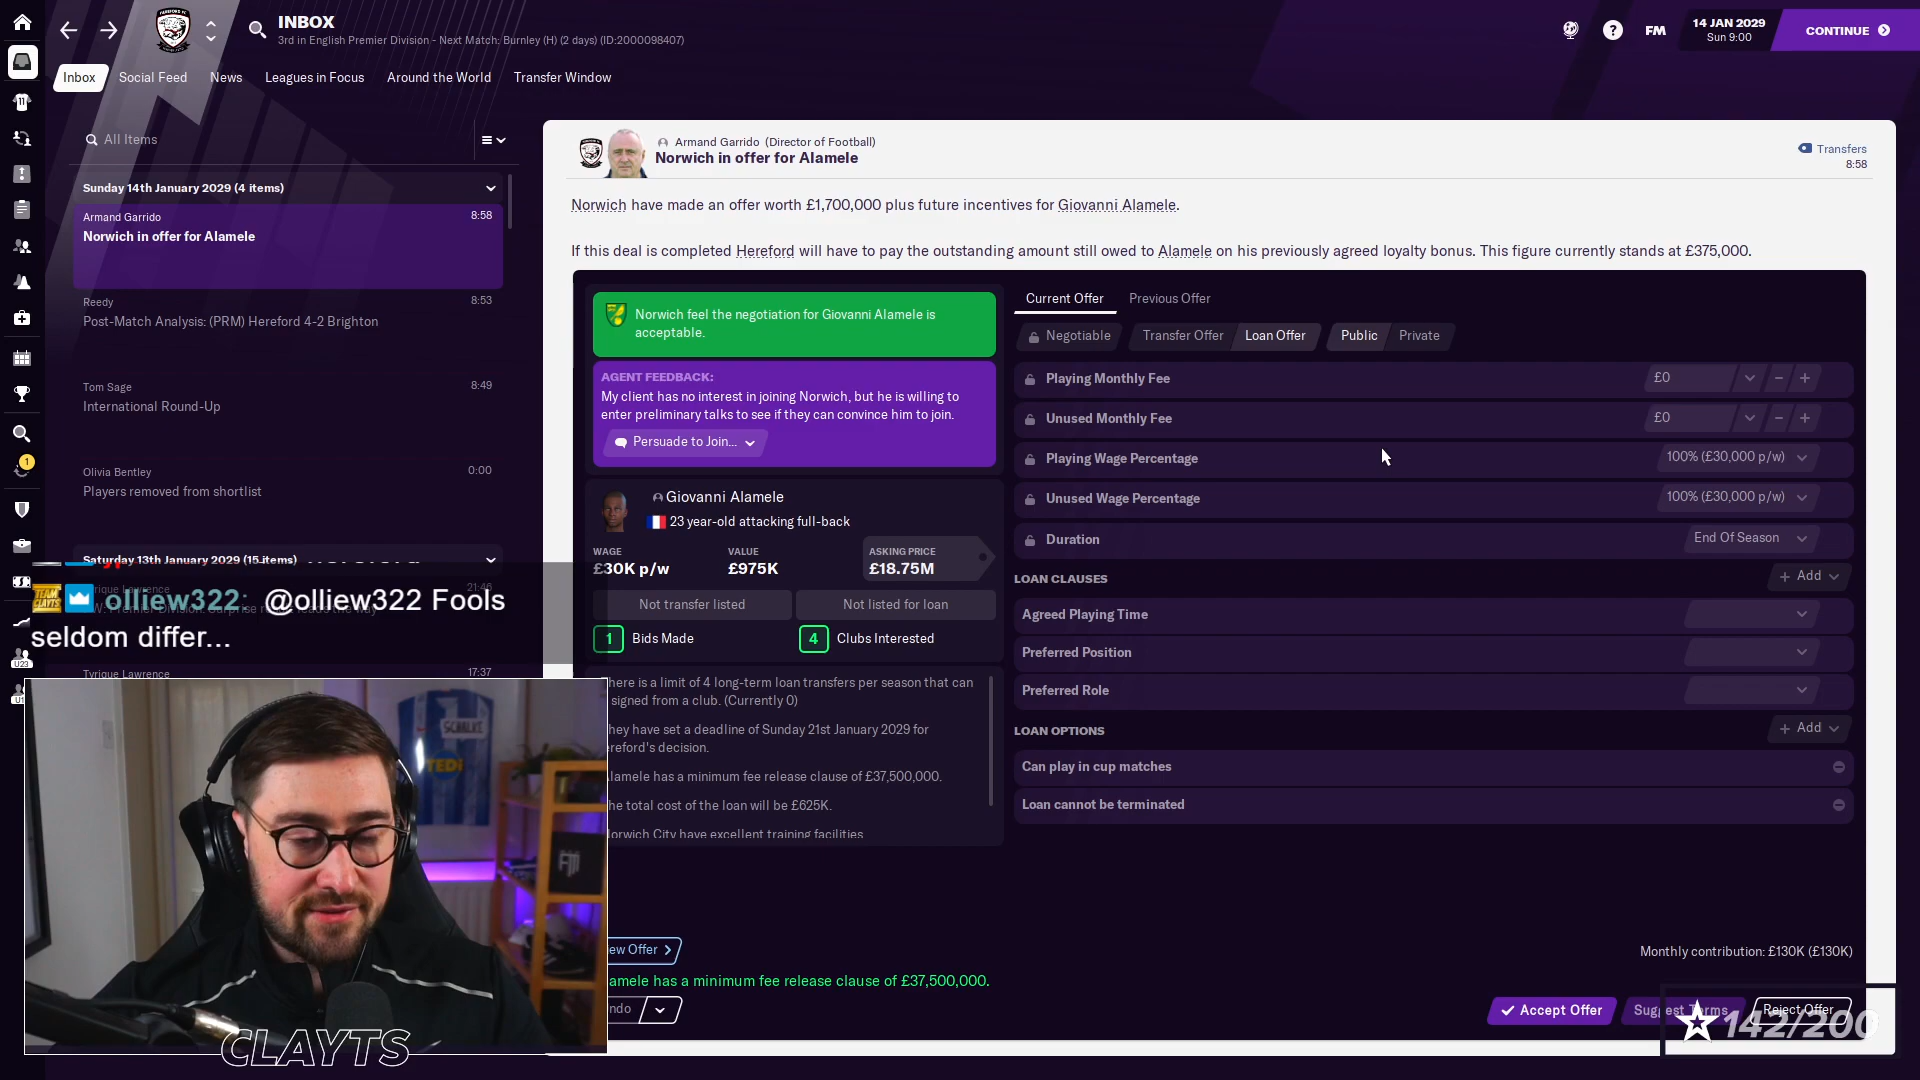 INBOX
3rd in English Premier Division - Next Match: Burnley (H) (2 days) (ID:2000098407)
FM
14 JAN 2029
Sun 9:00
CONTINUE
Inbox
Social Feed
News
Leagues in Focus
Around the World
Transfer Window
All Items
Sunday 14th January 2029 (4 items)
Armand Garrido
8:58
Norwich in offer for Alamele
Reedy
8:53
Post-Match Analysis: (PRM) Hereford 4-2 Brighton
Tom Sage
8:49
International Round-Up
Olivia Bentley
0:00
Players removed from shortlist
Saturday 13th January 2029 (15 items)
olliew322: @olliew322 Fools
seldom differ...
Tyrique Lawrence
17:37
Armand Garrido (Director of Football)
Norwich in offer for Alamele
Transfers
8:58
Norwich have made an offer worth £1,700,000 plus future incentives for Giovanni Alamele.
If this deal is completed Hereford will have to pay the outstanding amount still owed to Alamele on his previously agreed loyalty bonus. This figure currently stands at £375,000.
Norwich feel the negotiation for Giovanni Alamele is
acceptable.
AGENT FEEDBACK:
My client has no interest in joining Norwich, but he is willing to
enter preliminary talks to see if they can convince him to join.
Persuade to Join...
Giovanni Alamele
23 year-old attacking full-back
WAGE
£30K p/w
VALUE
£975K
ASKING PRICE
£18.75M
Not transfer listed
Not listed for loan
1 Bids Made
4 Clubs Interested
There is a limit of 4 long-term loan transfers per season that can
signed from a club. (Currently 0)
hey have set a deadline of Sunday 21st January 2029 for
ereford's decision.
lamele has a minimum fee release clause of £37,500,000.
he total cost of the loan will be £625K.
orwich City have excellent training facilities
ew Offer
amele has a minimum fee release clause of £37,500,000.
Current Offer
Previous Offer
Negotiable
Transfer Offer
Loan Offer
Public
Private
Playing Monthly Fee
£0
Unused Monthly Fee
£0
Playing Wage Percentage
100% (£30,000 p/w)
Unused Wage Percentage
100% (£30,000 p/w)
Duration
End Of Season
LOAN CLAUSES
+ Add
Agreed Playing Time
Preferred Position
Preferred Role
LOAN OPTIONS
+ Add
Can play in cup matches
Loan cannot be terminated
Monthly contribution: £130K (£130K)
Accept Offer
Suggest Terms
Reject Offer
142/200
SCHALKE
TEDi
CLAYTS
U23
1